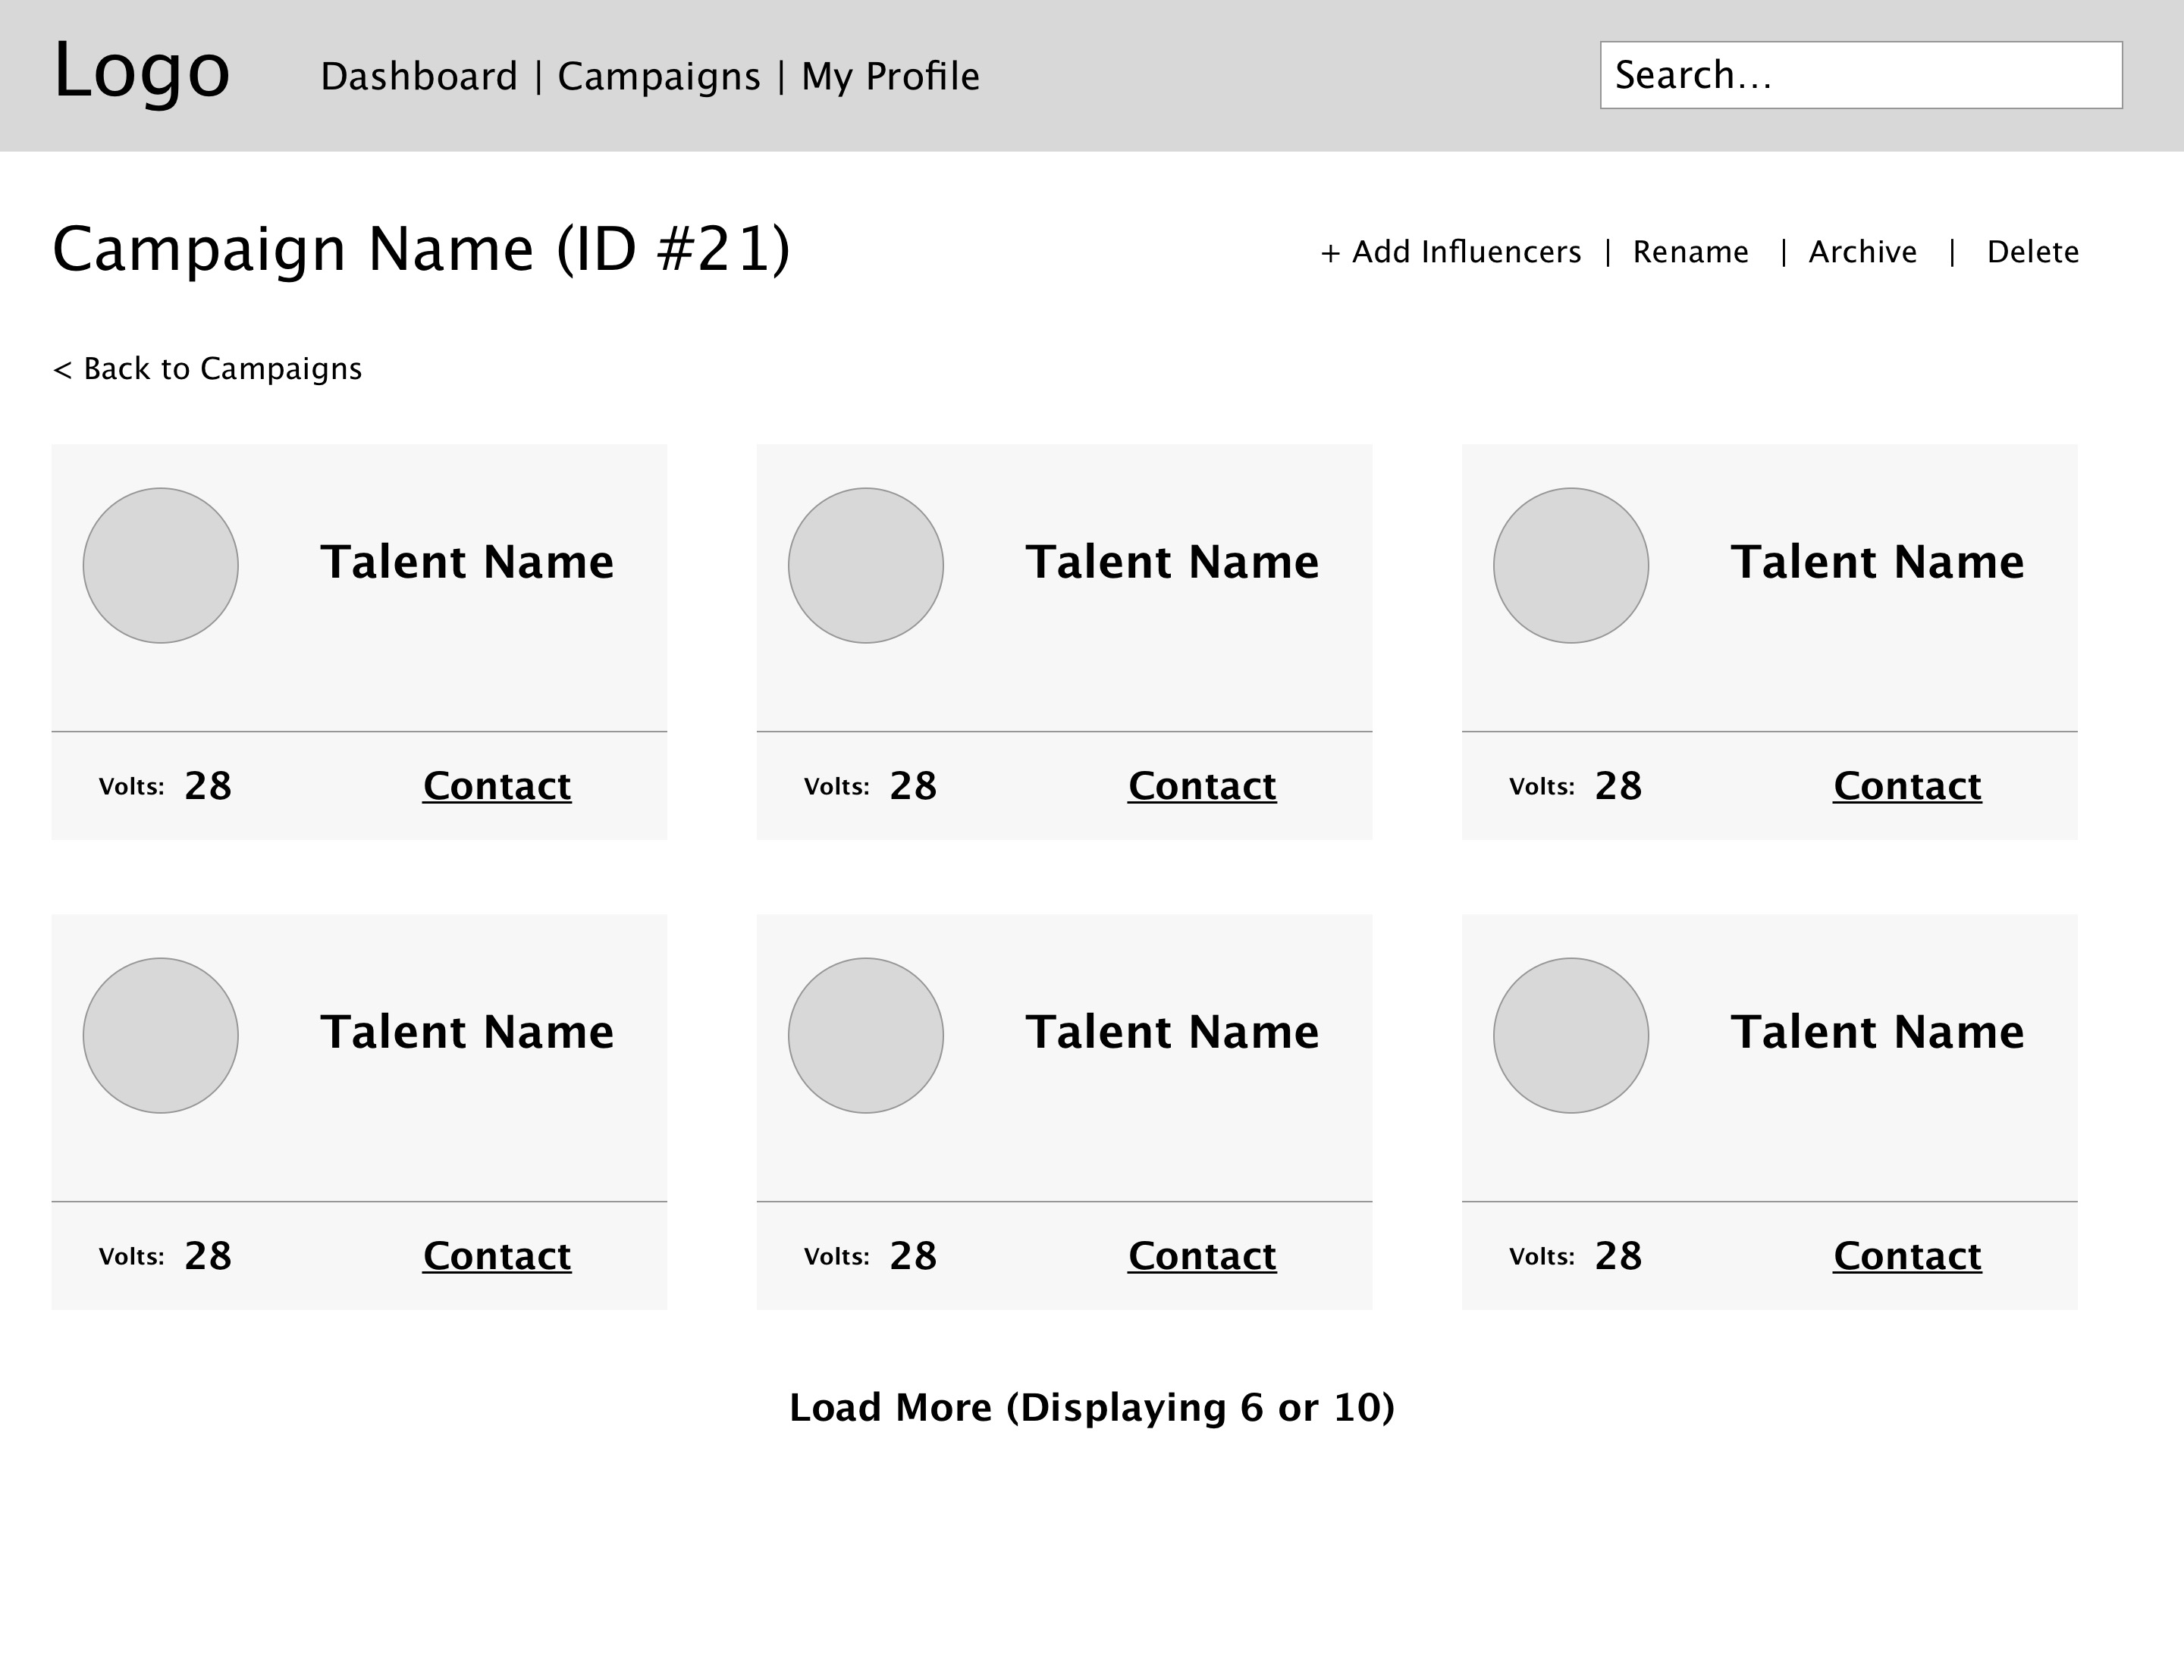 Logo
Dashboard | Campaigns | My Profile
Search...
Campaign Name (ID #21)
+ Add Influencers | Rename | Archive | Delete
< Back to Campaigns
Talent Name
Talent Name
Talent Name
Volts: 28 Contact
Volts: 28 Contact
Volts: 28 Contact
Talent Name
Talent Name
Talent Name
Volts: 28 Contact
Volts: 28 Contact
Volts: 28 Contact
Load More (Displaying 6 or 10)